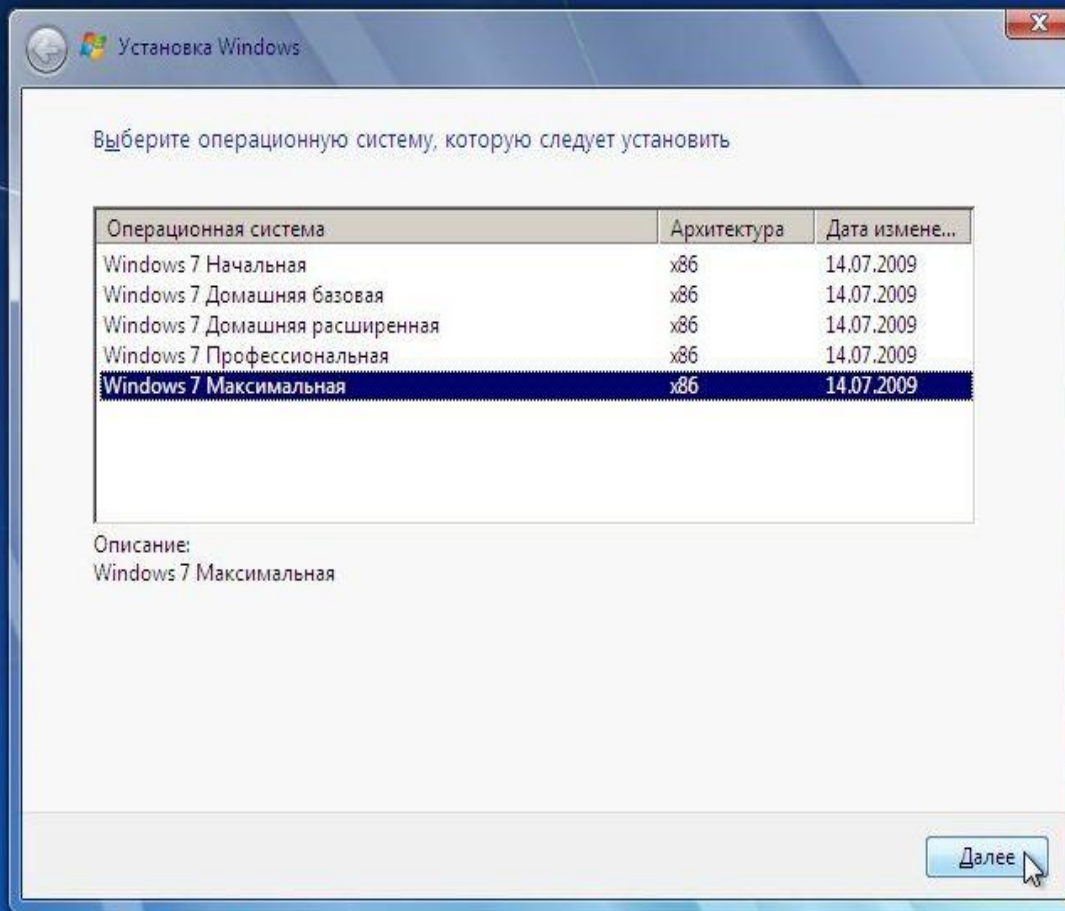 Установка Windows
X
Выберите операционную систему, которую следует установить
Операционная система Архитектура Дата измене...
Windows 7 Начальная x86 14.07.2009
Windows 7 Домашняя базовая x86 14.07.2009
Windows 7 Домашняя расширенная x86 14.07.2009
Windows 7 Профессиональная x86 14.07.2009
Windows 7 Максимальная x86 14.07.2009
Описание:
Windows 7 Максимальная
Далее